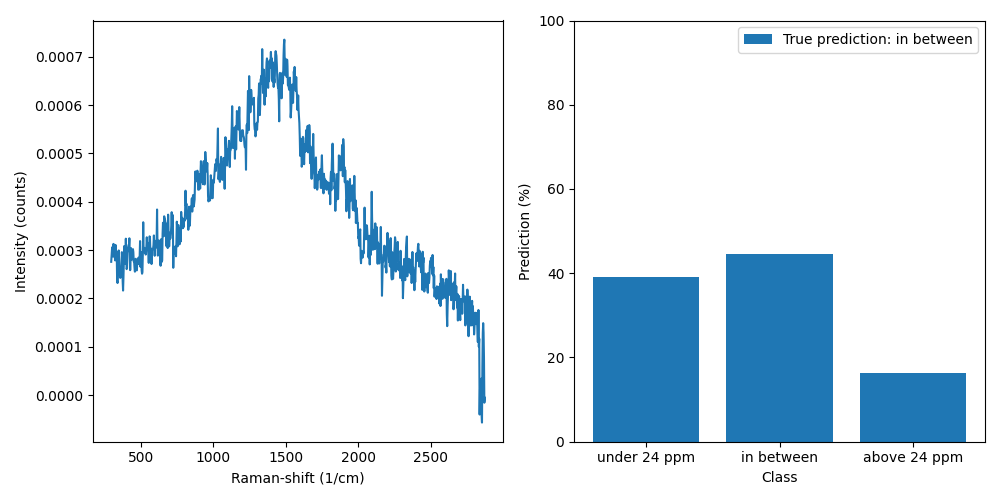 0.0007
0.0006
0.0005
0.0004
0.0003
0.0002
0.0001
0.0000
Intensity (counts)
500 1000 1500 2000 2500
Raman-shift (1/cm)
100
80
60
40
20
0
Prediction (%)
True prediction: in between
under 24 ppm in between above 24 ppm
Class